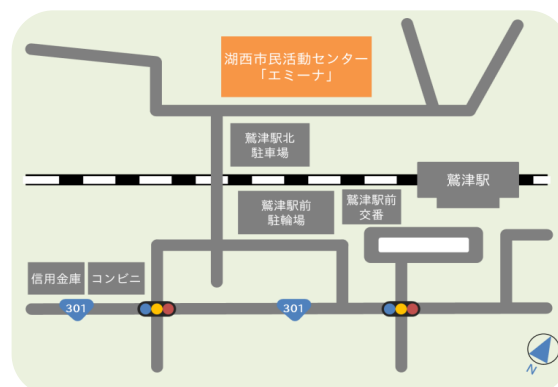 湖西市民活動センター
「エミーナ」
鷲津駅北
駐車場
鷲津駅
鷲津駅前
駐輪場
鷲津駅前
交番
信用金庫
コンビニ
301
301
N